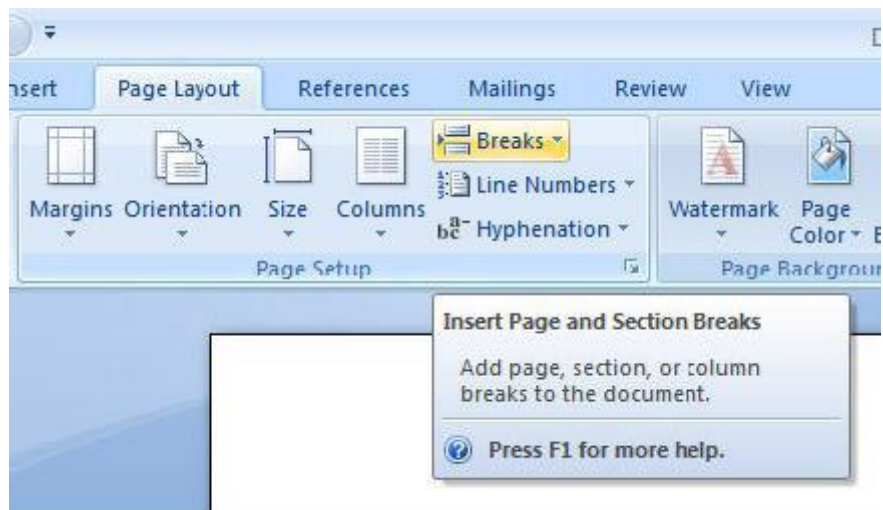 nsert Page Layout References Mailings Review View
Breaks
Line Numbers
Margins Orientation Size Columns
Hyphenation
Watermark Page
Color
Page Setup
Page Backgroun
Insert Page and Section Breaks
Add page, section, or column
breaks to the document.
Press F1 for more help.